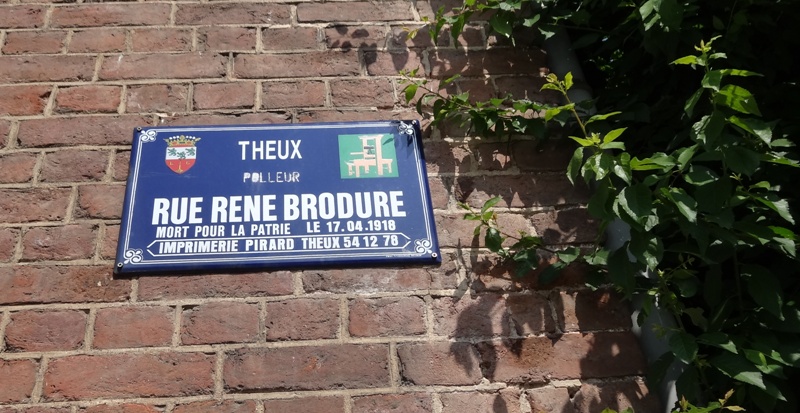 THEUX
POLLEUR
RUE RENE BRODURE
MORT POUR LA PATRIE LE 17.04.1918
IMPRIMERIE PIRARD THEUX 54 12 78